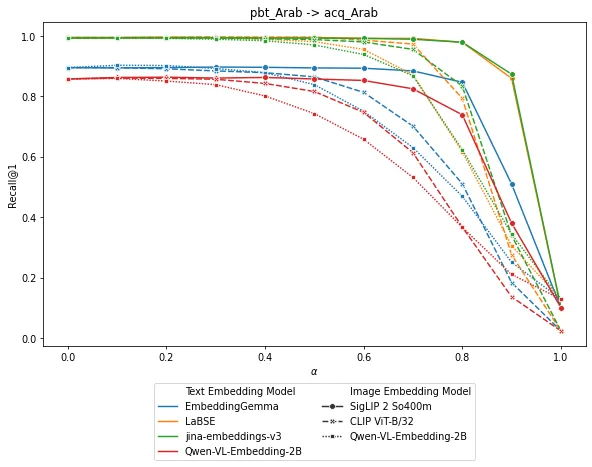 pbt_Arab -> acq_Arab
Recall@1
1.0
0.8
0.6
0.4
0.2
0.0
0.0 0.2 0.4 0.6 0.8 1.0
α
Text Embedding Model Image Embedding Model
EmbeddingGemma SigLIP 2 So400m
LaBSE CLIP ViT-B/32
jina-embeddings-v3 Qwen-VL-Embedding-2B
Qwen-VL-Embedding-2B